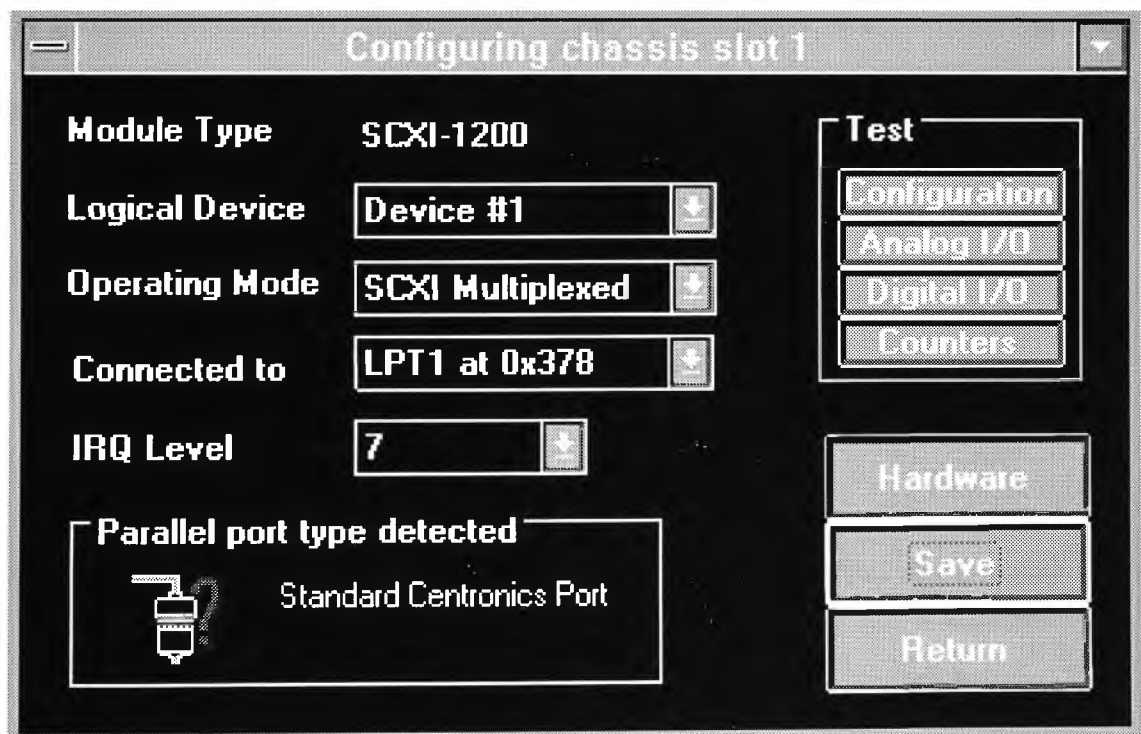 Configuring chassis slot 1
Module Type SCXI-1200
Logical Device Device #1
Operating Mode SCXI Multiplexed
Connected to LPT1 at 0x378
IRQ Level 7
Parallel port type detected
Standard Centronics Port
Test
Configuration
Analog I/O
Digital I/O
Counters
Hardware
Save
Return